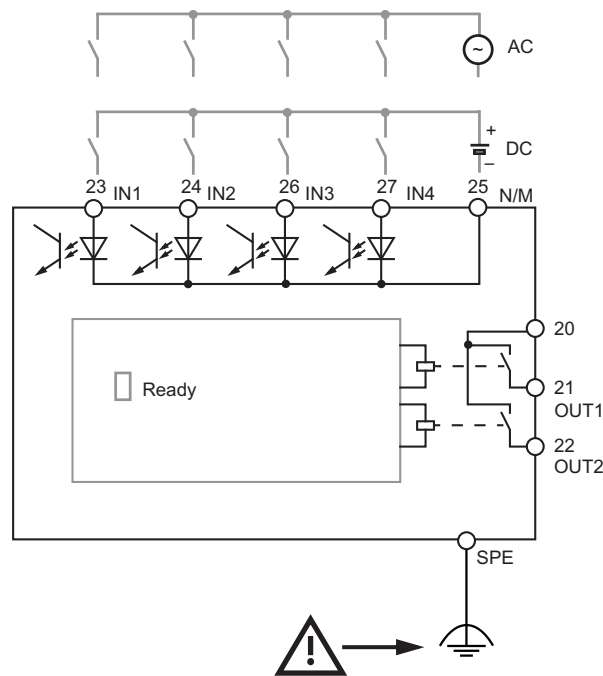 ~ AC
+
DC
–
23 IN1 24 IN2 26 IN3 27 IN4 25 N/M
20
Ready
21
OUT1
22
OUT2
SPE
!